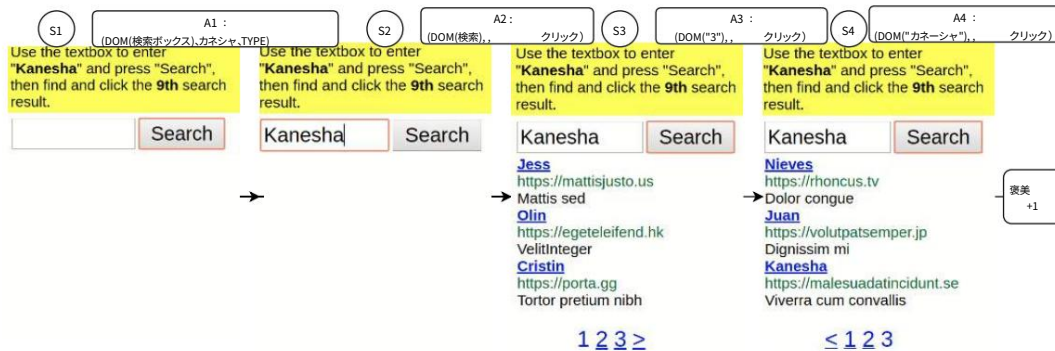 S1
A1 :
(DOM(検索ボックス),カネシャ,TYPE)
S2
A2 :
(DOM(検索), , クリック)
S3
A3 :
(DOM("3"), , クリック)
S4
A4 :
(DOM("カネーシャ"), , クリック)
Use the textbox to enter
"Kanesha" and press "Search",
then find and click the 9th search
result.
Search
Use the textbox to enter
"Kanesha" and press "Search",
then find and click the 9th search
result.
Kanesha
Search
Use the textbox to enter
"Kanesha" and press "Search",
then find and click the 9th search
result.
Kanesha
Search
Jess
https://mattisjusto.us
Mattis sed
Olin
https://egeteleifend.hk
VelitInteger
Cristin
https://porta.gg
Tortor pretium nibh
1 2 3 >
Use the textbox to enter
"Kanesha" and press "Search",
then find and click the 9th search
result.
Kanesha
Search
Nieves
https://rhoncus.tv
Dolor congue
Juan
https://volutpatsemper.jp
Dignissim mi
Kanesha
https://malesuadatincidunt.se
Viverra cum convallis
< 1 2 3
褒美
+1